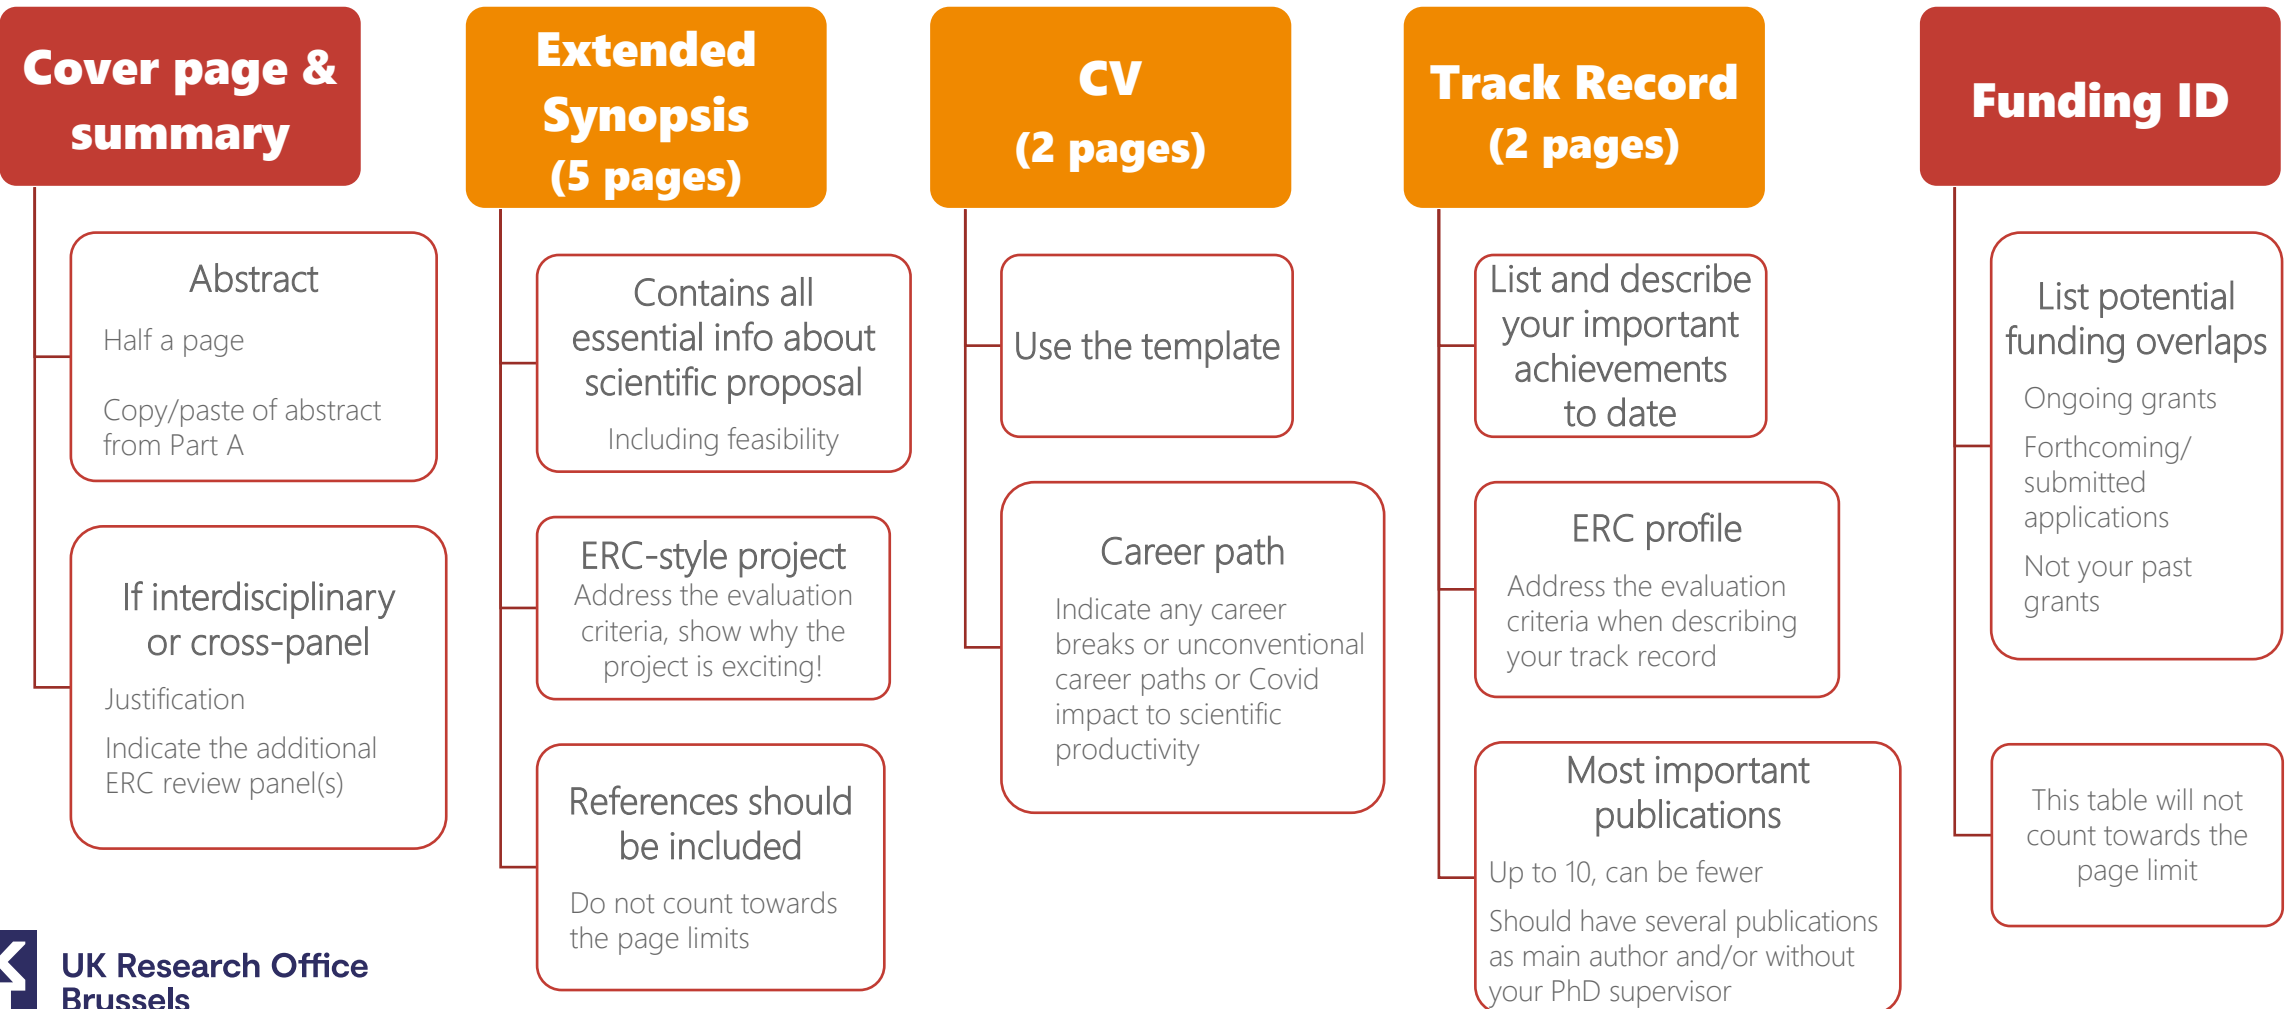 Cover page &
summary
Abstract
Half a page
Copy/paste of abstract
from Part A
If interdisciplinary
or cross-panel
Justification
Indicate the additional
ERC review panel(s)
Extended
Synopsis
(5 pages)
Contains all
essential info about
scientific proposal
Including feasibility
ERC-style project
Address the evaluation
criteria, show why the
project is exciting!
References should
be included
Do not count towards
the page limits
CV
(2 pages)
Use the template
Career path
Indicate any career
breaks or unconventional
career paths or Covid
impact to scientific
productivity
Track Record
(2 pages)
List and describe
your important
achievements
to date
ERC profile
Address the evaluation
criteria when describing
your track record
Most important
publications
Up to 10, can be fewer
Should have several publications
as main author and/or without
your PhD supervisor
Funding ID
List potential
funding overlaps
Ongoing grants
Forthcoming/
submitted
applications
Not your past
grants
This table will not
count towards the
page limit
UK Research Office
Brussels